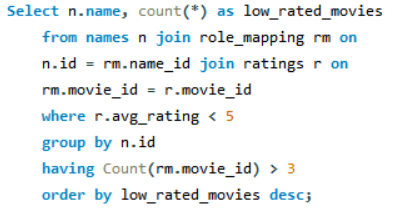 Select n.name, count(*) as low_rated_movies
from names n join role_mapping rm on
n.id = rm.name_id join ratings r on
rm.movie_id = r.movie_id
where r.avg_rating < 5
group by n.id
having Count(rm.movie_id) > 3
order by low_rated_movies desc;